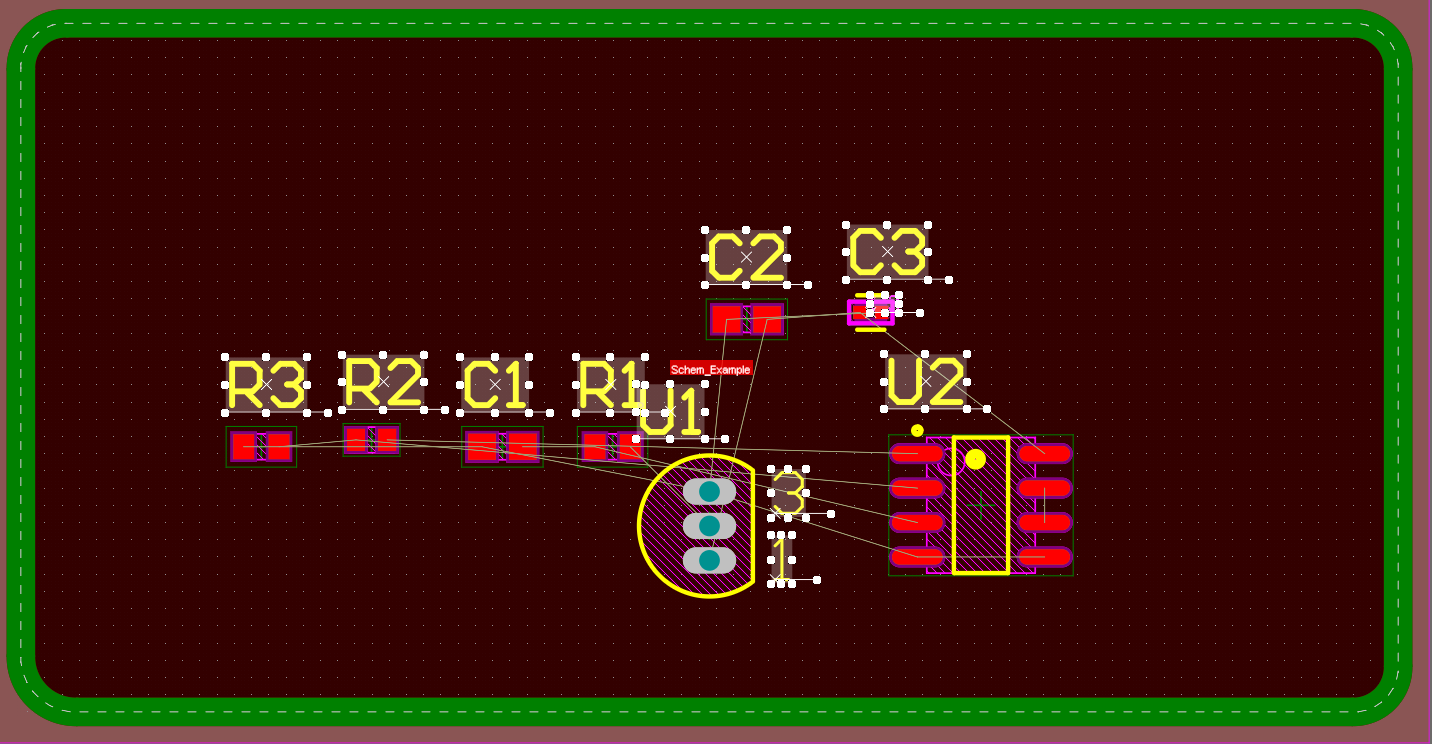 C2 C3
Schem_Example
R3 R2 C1 R1 U1 U2
3
1